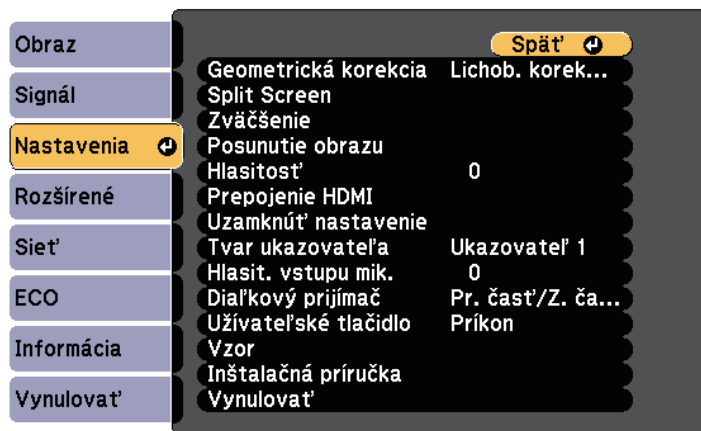 Obraz
Signál
Nastavenia
Rozšírené
Sieť
ECO
Informácia
Vynulovať
Späť
Geometrická korekcia Lichob. korek...
Split Screen
Zväčšenie
Posunutie obrazu
Hlasitosť 0
Prepojenie HDMI
Uzamknúť nastavenie
Tvar ukazovateľa Ukazovateľ 1
Hlasit. vstupu mik. 0
Diaľkový prijímač Pr. časť/Z. ča...
Užívateľské tlačidlo Príkon
Vzor
Inštalačná príručka
Vynulovať